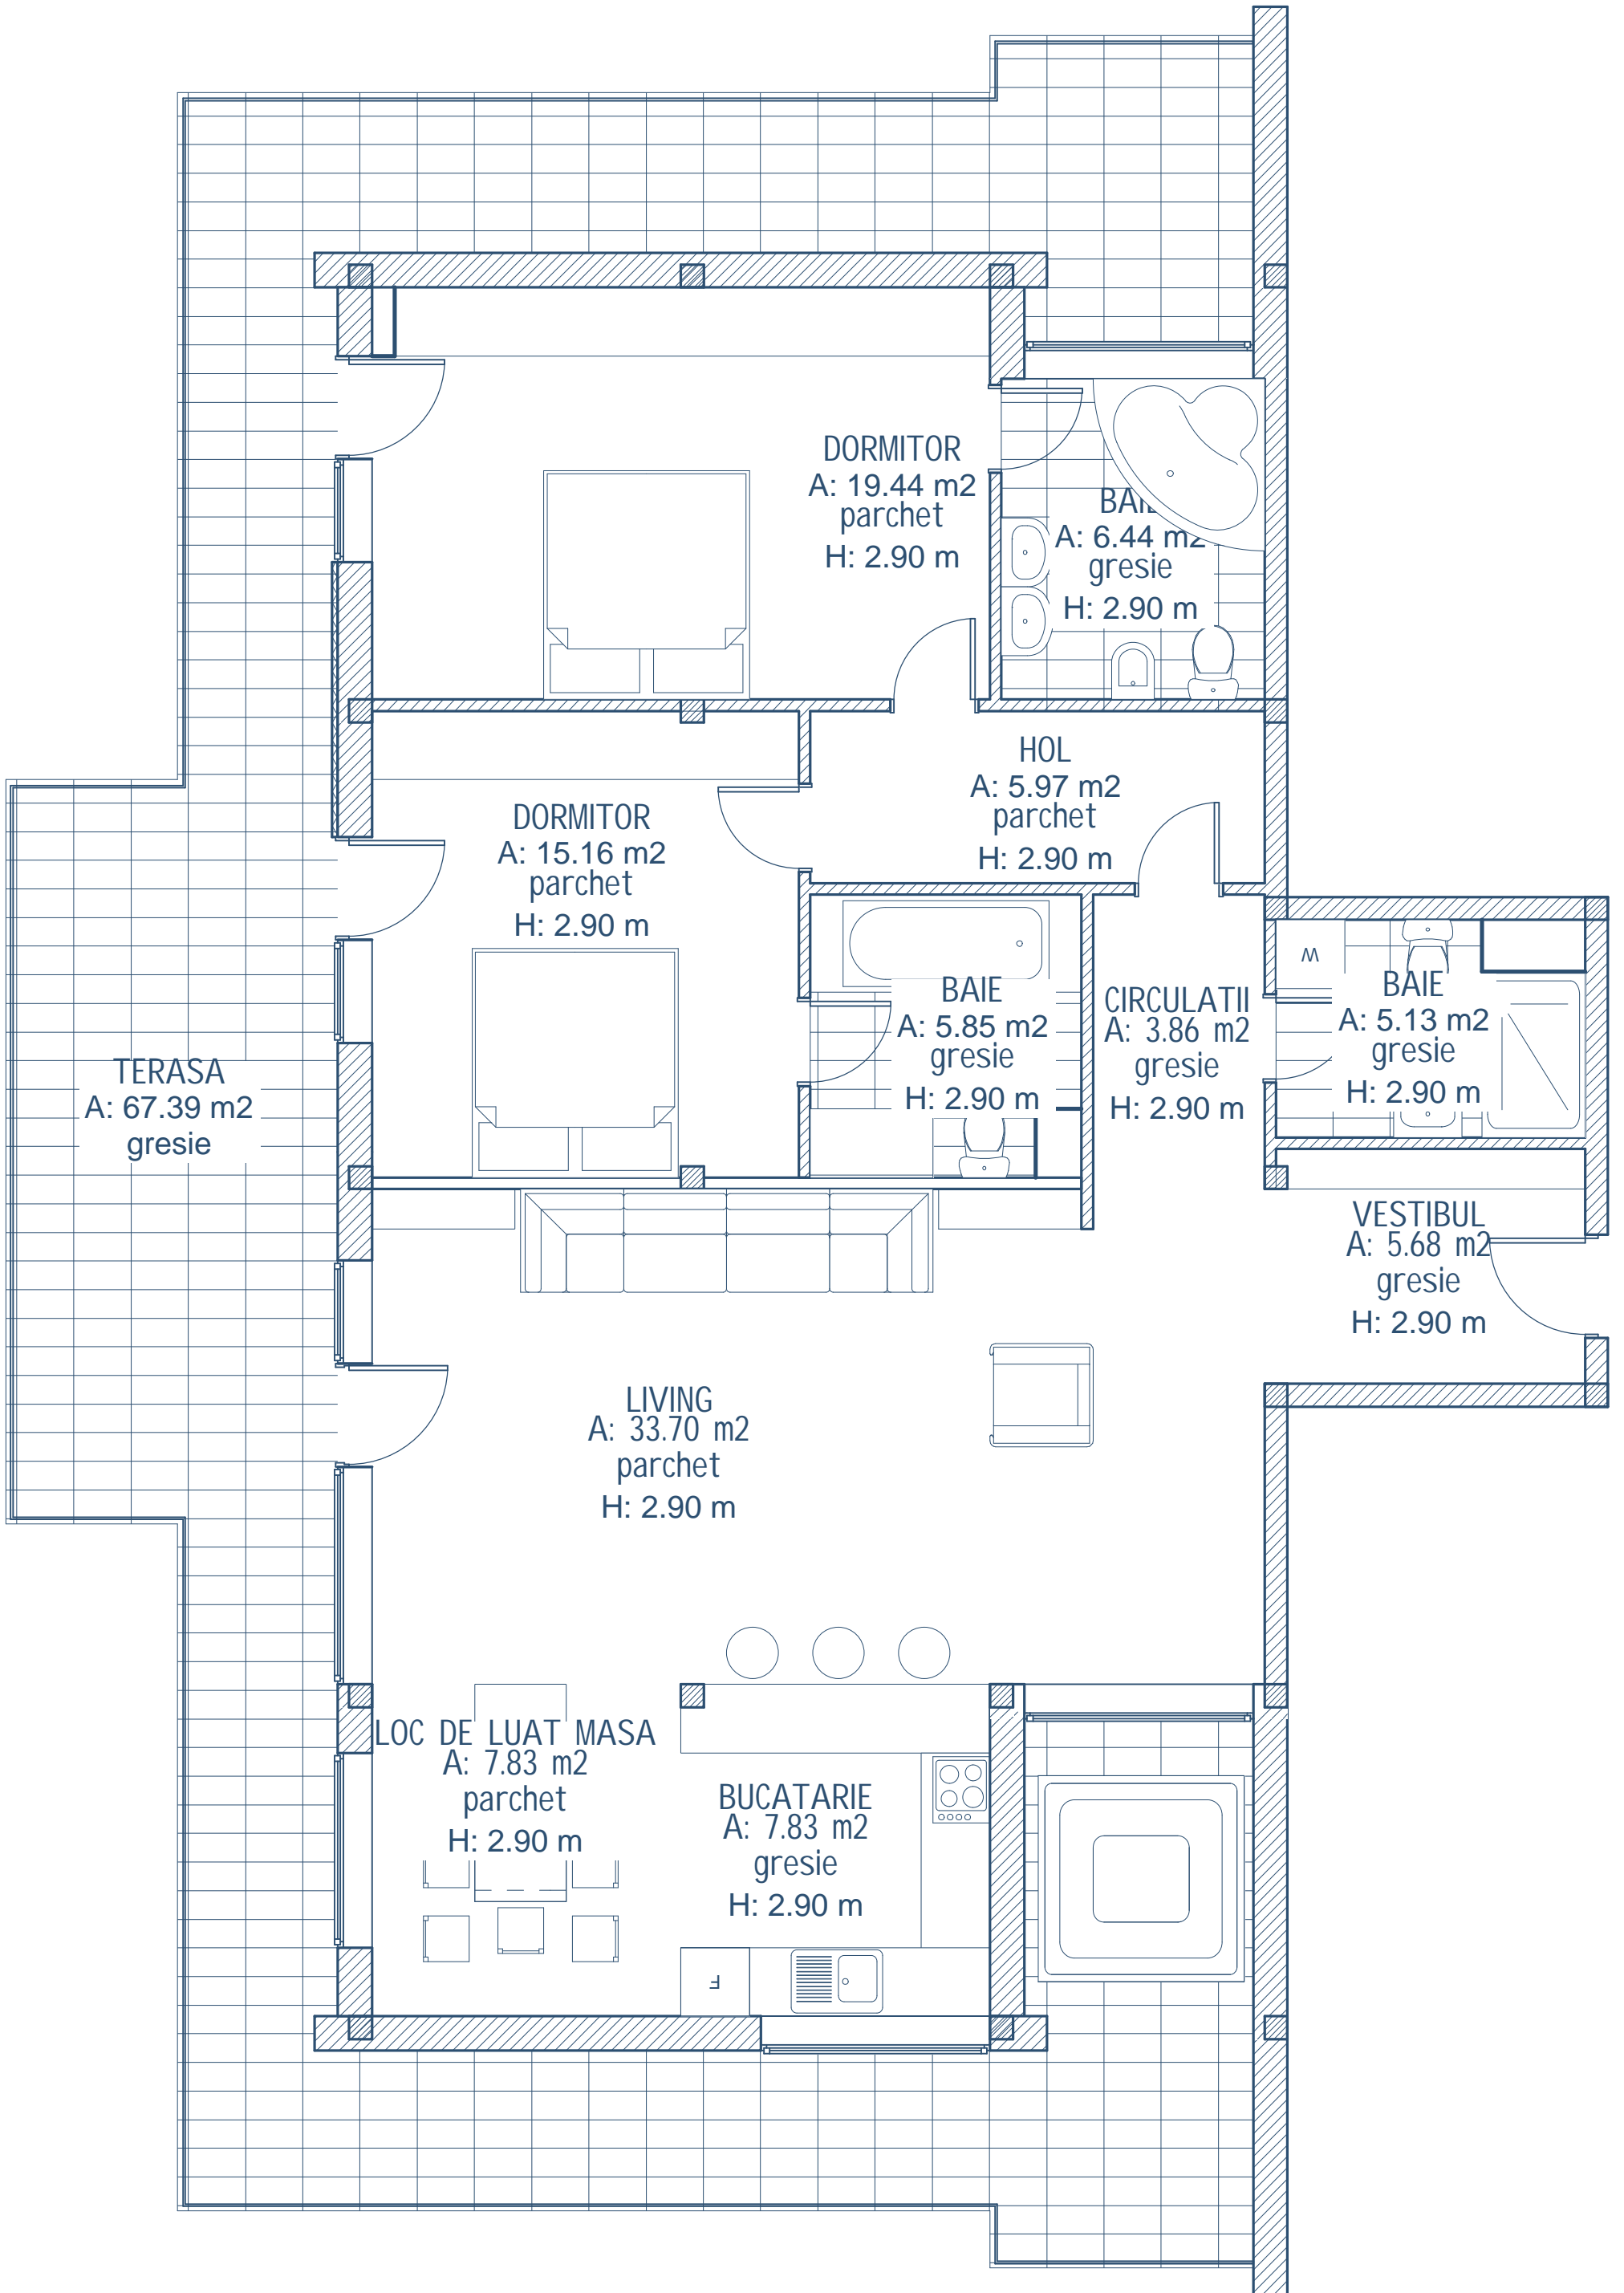 DORMITOR
A: 19.44 m2
parchet
H: 2.90 m
BAIE
A: 6.44 m2
gresie
H: 2.90 m
HOL
A: 5.97 m2
parchet
H: 2.90 m
DORMITOR
A: 15.16 m2
parchet
H: 2.90 m
BAIE
A: 5.85 m2
gresie
H: 2.90 m
CIRCULATII
A: 3.86 m2
gresie
H: 2.90 m
W
BAIE
A: 5.13 m2
gresie
H: 2.90 m
TERASA
A: 67.39 m2
gresie
VESTIBUL
A: 5.68 m2
gresie
H: 2.90 m
LIVING
A: 33.70 m2
parchet
H: 2.90 m
LOC DE LUAT MASA
A: 7.83 m2
parchet
H: 2.90 m
BUCATARIE
A: 7.83 m2
gresie
H: 2.90 m
F